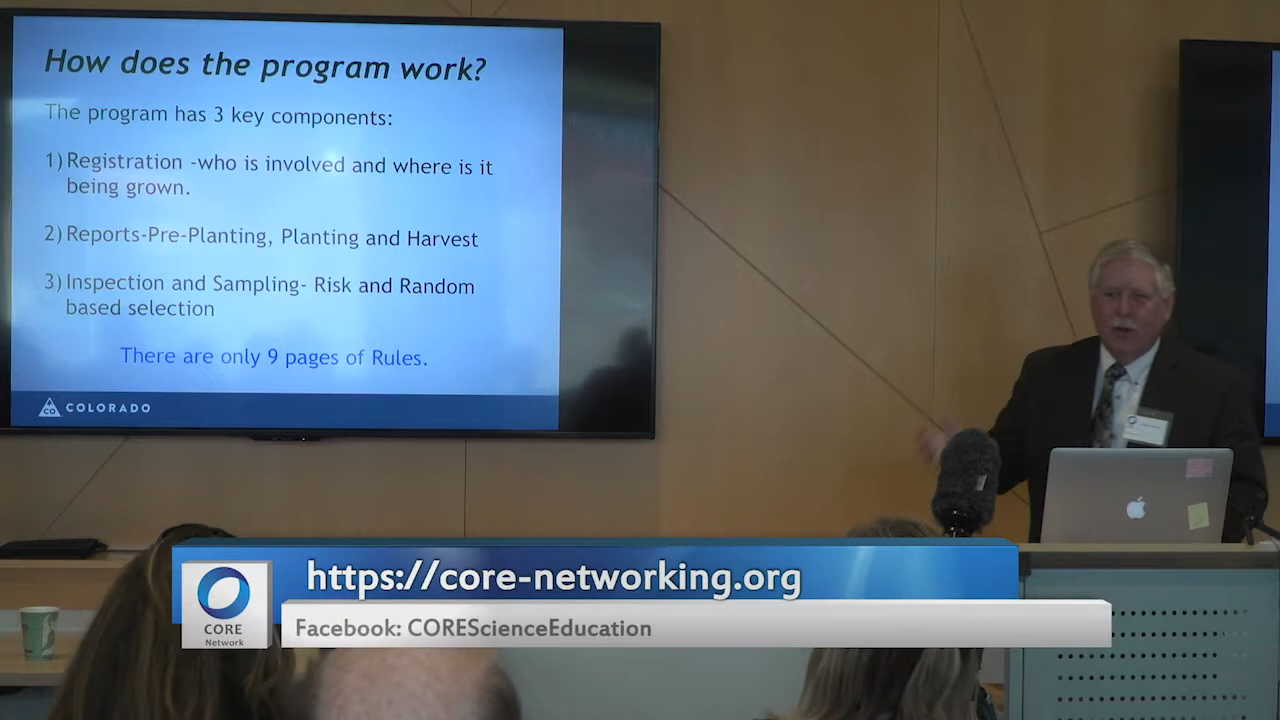 How does the program work?
The program has 3 key components:
1) Registration -who is involved and where is it
being grown.
2) Reports-Pre-Planting, Planting and Harvest
3) Inspection and Sampling- Risk and Random
based selection
There are only 9 pages of Rules.
CO
COLORADO
https://core-networking.org
CORE
Network
Facebook: COREScienceEducation